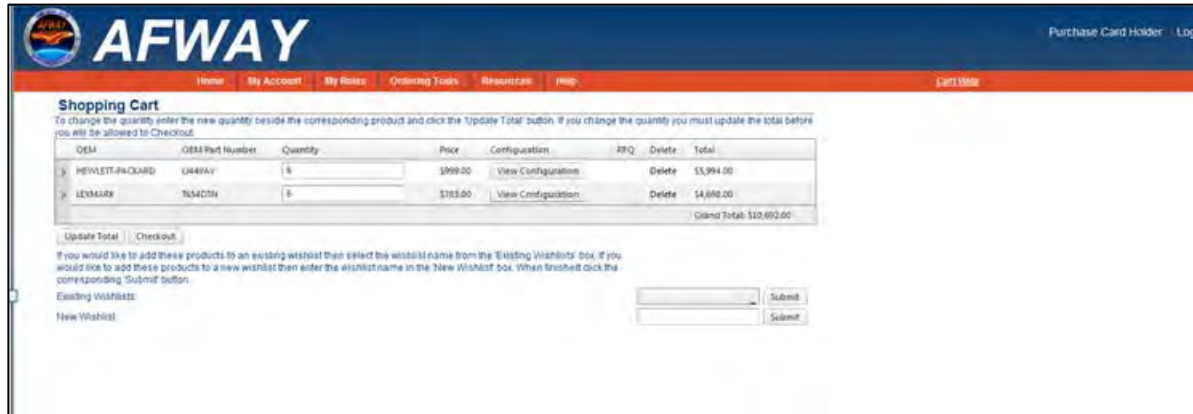 AFWAY
Purchase Card Holder
Home My Account My Roles Ordering Tools Resources Help Cart Help
Shopping Cart
To change the quantity enter the new quantity beside the corresponding product and click the 'Update Total' button. If you change the quantity you must update the total before
you will be allowed to Checkout.
OEM OEM Part Number Quantity Price Configuration RFQ Delete Total
HEWLETT-PACKARD 6 $999.00 View Configuration Delete $5,994.00
LEXMARK 6 $783.00 View Configuration Delete $4,698.00
Grand Total: $10,692.00
Update Total Checkout
If you would like to add these products to an existing wishlist then select the wishlist name from the 'Existing Wishlists' box. If you
would like to add these products to a new wishlist then enter the wishlist name in the 'New Wishlist' box. When finished click the
corresponding 'Submit' button.
Existing Wishlists: Submit
New Wishlist: Submit